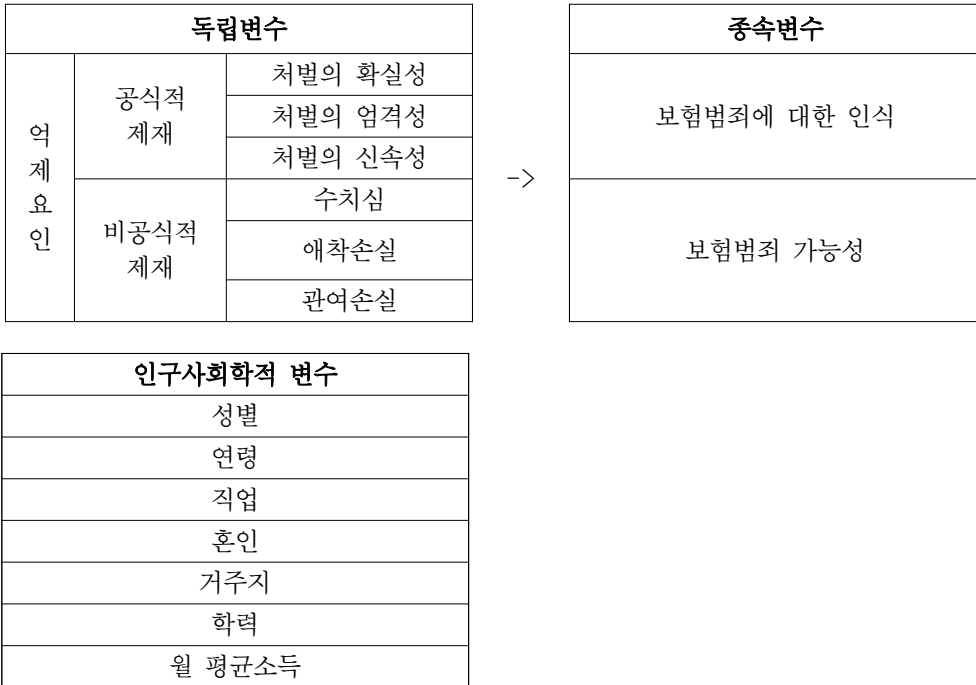 독립변수
억
제
요
인
공식적
제재
처벌의 확실성
처벌의 엄격성
처벌의 신속성
비공식적
제재
수치심
애착손실
관여손실
->
종속변수
보험범죄에 대한 인식
보험범죄 가능성
인구사회학적 변수
성별
연령
직업
혼인
거주지
학력
월 평균소득